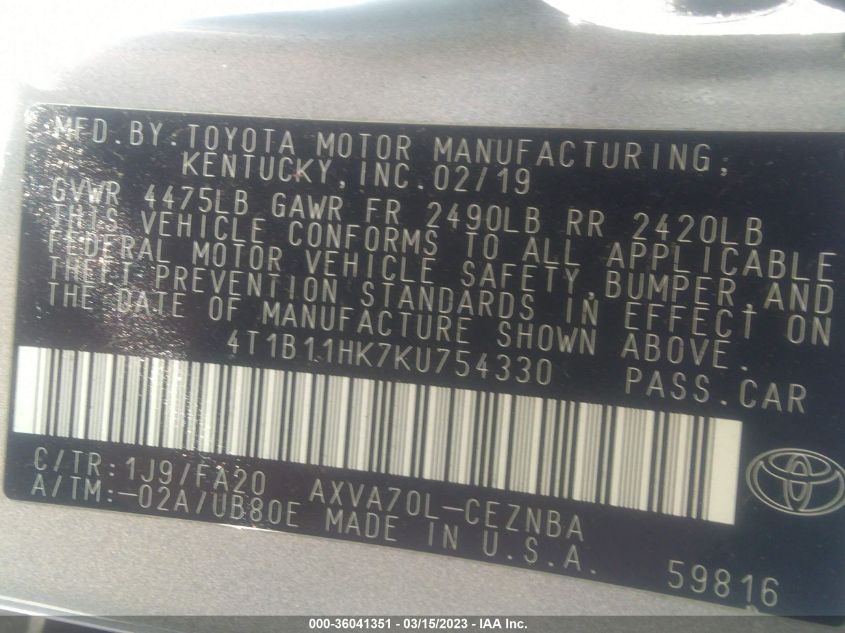 MFD.BY:TOYOTA MOTOR MANUFACTURING,
KENTUCKY,INC.02/19
GVWR 4475LB GAWR FR 2490LB RR 2420LB
THIS VEHICLE CONFORMS TO ALL APPLICABLE
FEDERAL MOTOR VEHICLE SAFETY,BUMPER,AND
THEFT PREVENTION STANDARDS IN EFFECT ON
THE DATE OF MANUFACTURE SHOWN ABOVE.
4T1B11HK7KU754330 PASS.CAR
C/TR:1J9/FA20 AXVA70L-CEZNBA
A/TM:-02A/UB80E MADE IN U.S.A.
59816
000-36041351 — 03/15/2023 — IAA Inc.